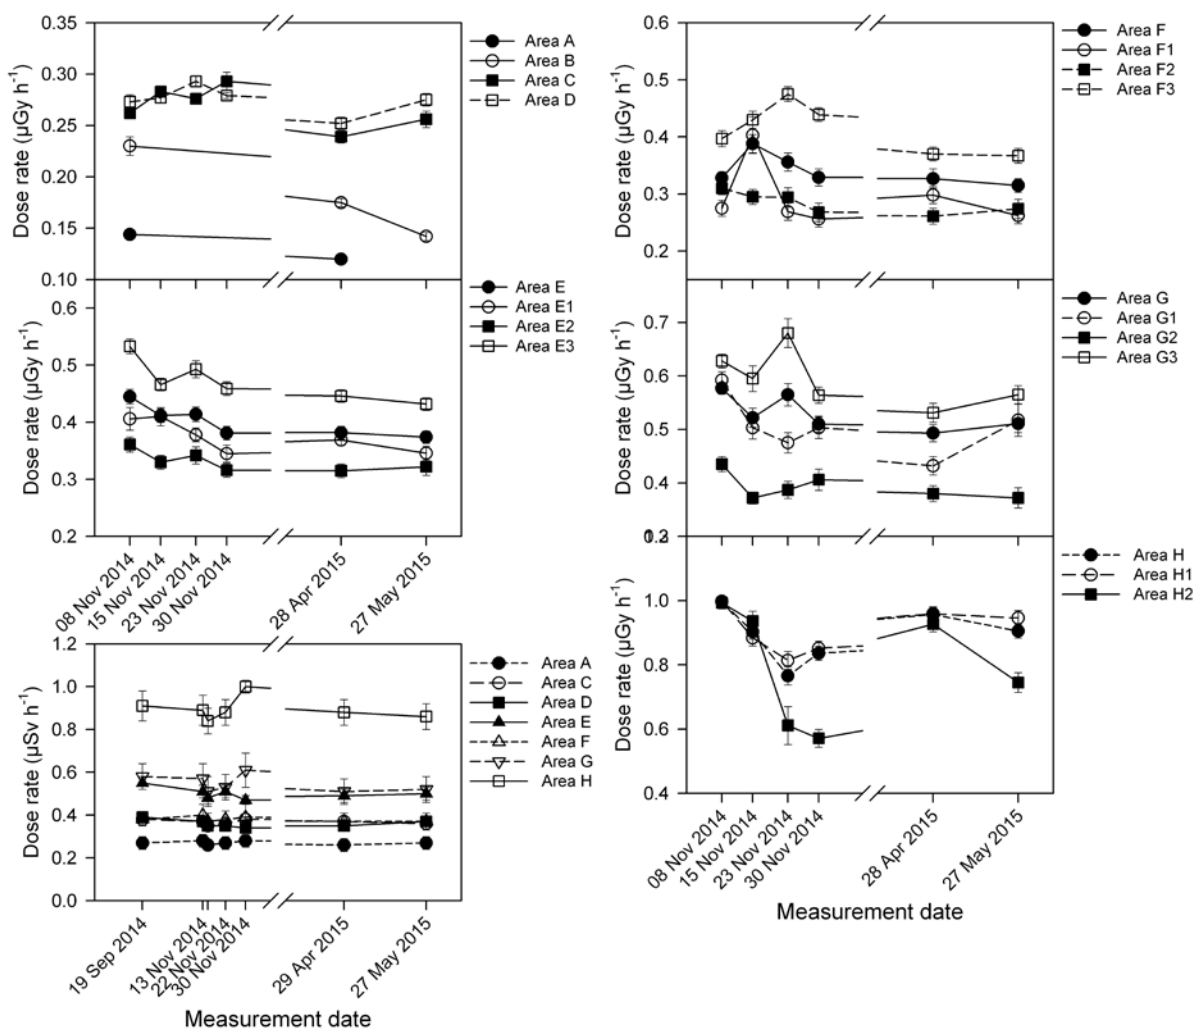 0.35
0.30
0.25
0.20
0.15
0.10
Dose rate (µGy h⁻¹)
Area A
Area B
Area C
Area D
0.6
0.5
0.4
0.3
0.2
Dose rate (µGy h⁻¹)
Area E
Area E1
Area E2
Area E3
08 Nov 2014
15 Nov 2014
23 Nov 2014
30 Nov 2014
28 Apr 2015
27 May 2015
1.2
1.0
0.8
0.6
0.4
0.2
0.0
Dose rate (µSv h⁻¹)
Area A
Area C
Area D
Area E
Area F
Area G
Area H
19 Sep 2014
13 Nov 2014
22 Nov 2014
30 Nov 2014
29 Apr 2015
27 May 2015
Measurement date
0.6
0.5
0.4
0.3
0.2
Dose rate (µGy h⁻¹)
Area F
Area F1
Area F2
Area F3
0.7
0.6
0.5
0.4
Dose rate (µGy h⁻¹)
Area G
Area G1
Area G2
Area G3
1.0
0.8
0.6
0.4
Dose rate (µGy h⁻¹)
Area H
Area H1
Area H2
08 Nov 2014
15 Nov 2014
23 Nov 2014
30 Nov 2014
28 Apr 2015
27 May 2015
Measurement date